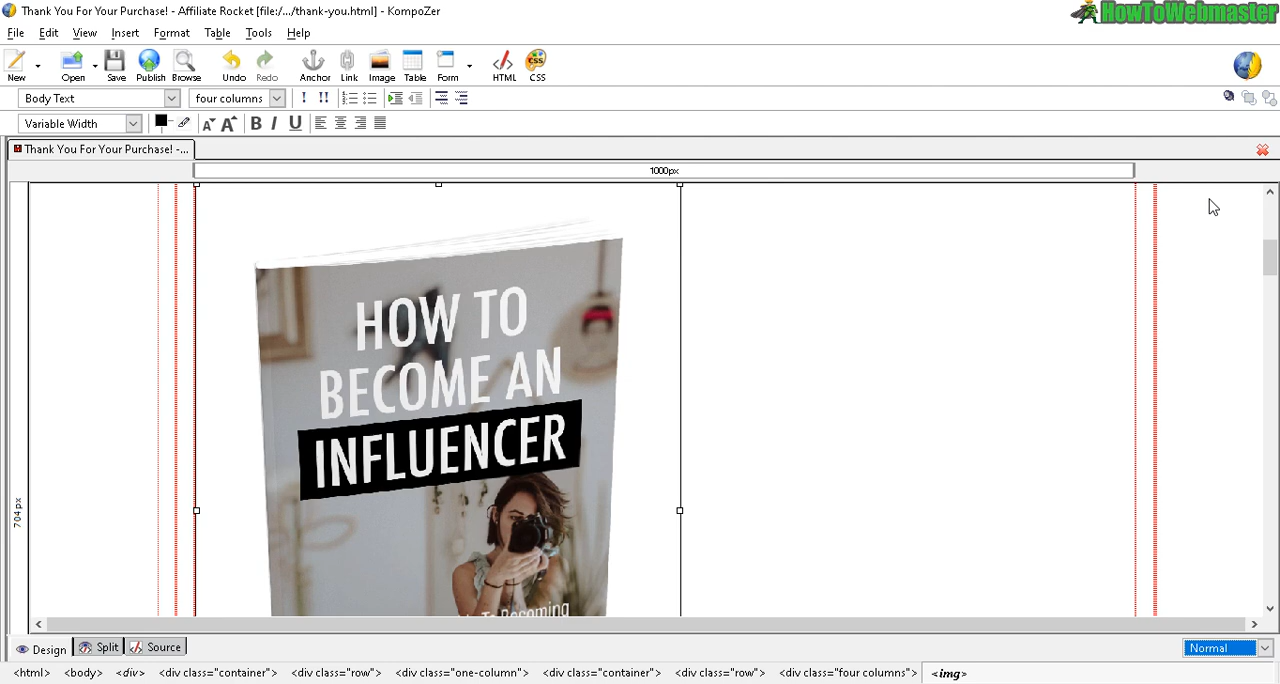 Thank You For Your Purchase! - Affiliate Rocket [file:/.../thank-you.html] - KompoZer
HowToWebmaster
File Edit View Insert Format Table Tools Help
New Open Save Publish Browse Undo Redo Anchor Link Image Table Form HTML CSS
Body Text four columns
Variable Width B I U
Thank You For Your Purchase! -...
1000px
704 px
HOW TO
BECOME AN
INFLUENCER
To Becoming
Design Split Source Normal
<html> <body> <div> <div class="container"> <div class="row"> <div class="one-column"> <div class="container"> <div class="row"> <div class="four columns"> <img>